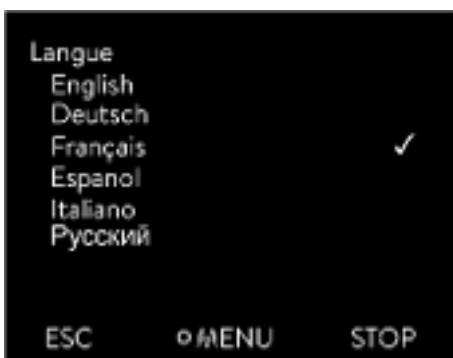 Langue
English
Deutsch
Français
Espanol
Italiano
Русский
ESC MENU STOP